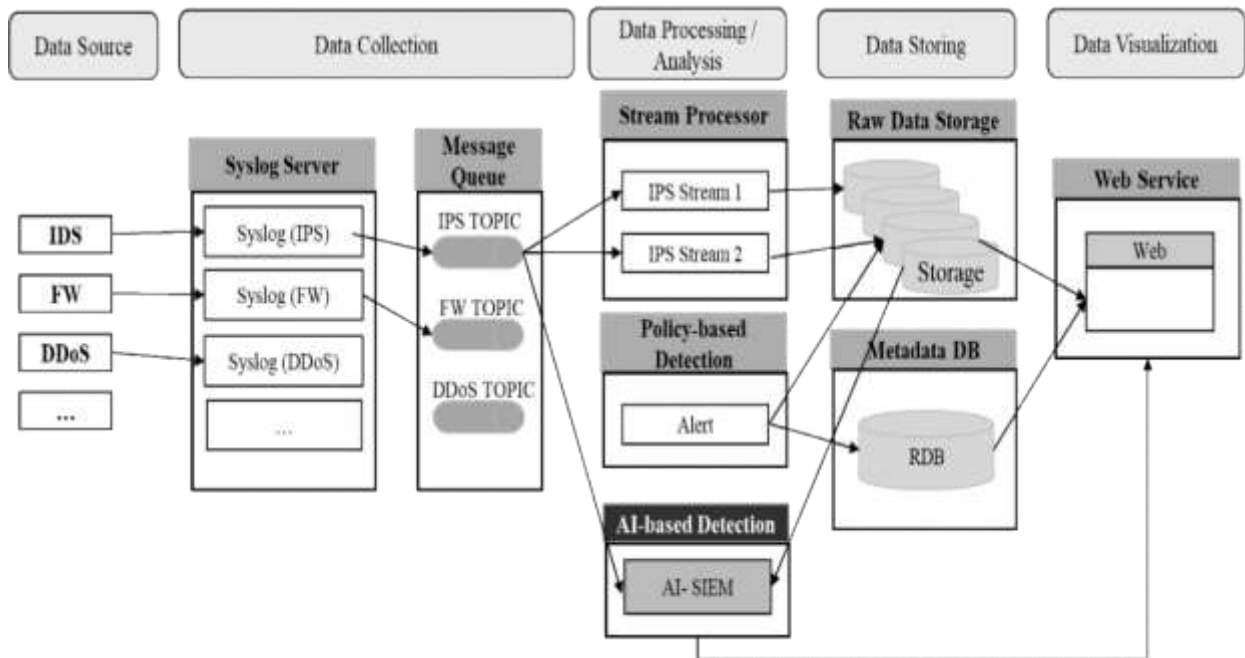 Data Source
Data Collection
Data Processing /
Analysis
Data Storing
Data Visualization
Syslog Server
Syslog (IPS)
Syslog (FW)
Syslog (DDoS)
...
IDS
FW
DDoS
...
Message
Queue
IPS TOPIC
FW TOPIC
DDoS TOPIC
Stream Processor
IPS Stream 1
IPS Stream 2
Policy-based
Detection
Alert
AI-based Detection
AI- SIEM
Raw Data Storage
Storage
Metadata DB
RDB
Web Service
Web